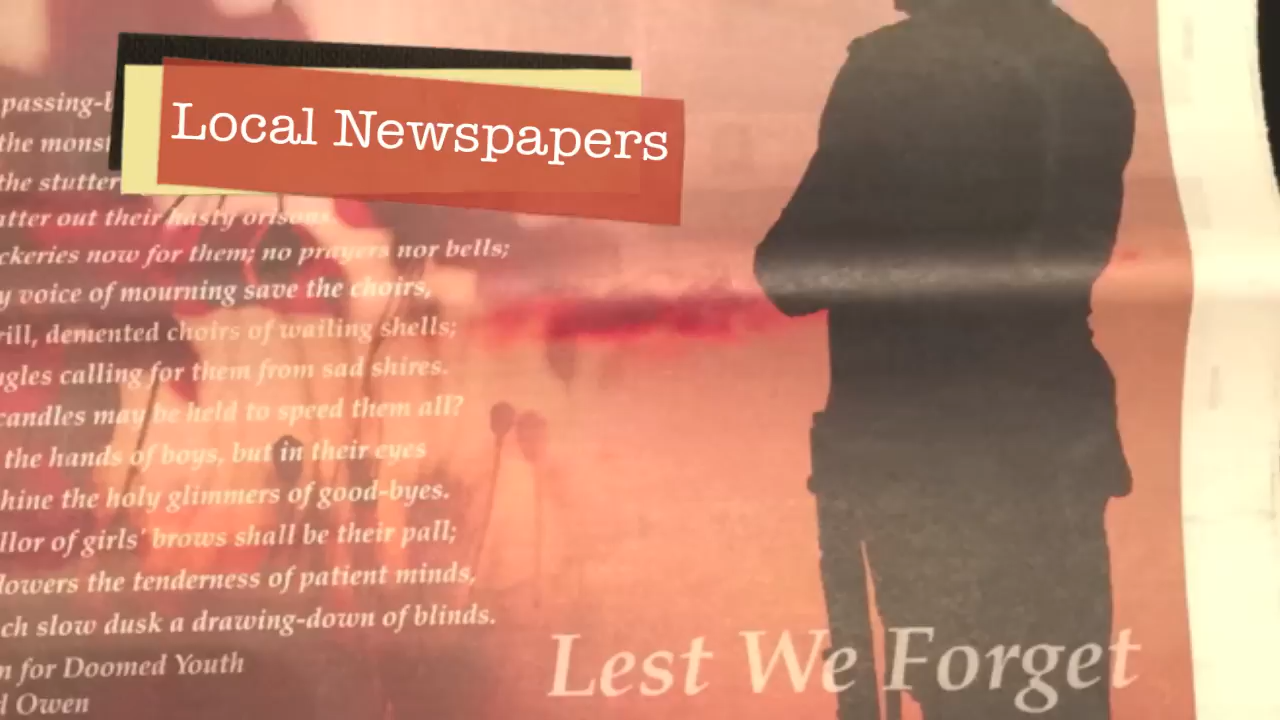 Local Newspapers
passing-b
the monst
the stutter
atter out their hasty orisons
ckeries now for them; no prayers nor bells;
y voice of mourning save the choirs,
rill, demented choirs of wailing shells;
ugles calling for them from sad shires.
candles may be held to speed them all?
the hands of boys, but in their eyes
hine the holy glimmers of good-byes.
llor of girls' brows shall be their pall;
lowers the tenderness of patient minds,
ch slow dusk a drawing-down of blinds.
m for Doomed Youth
d Owen
Lest We Forget